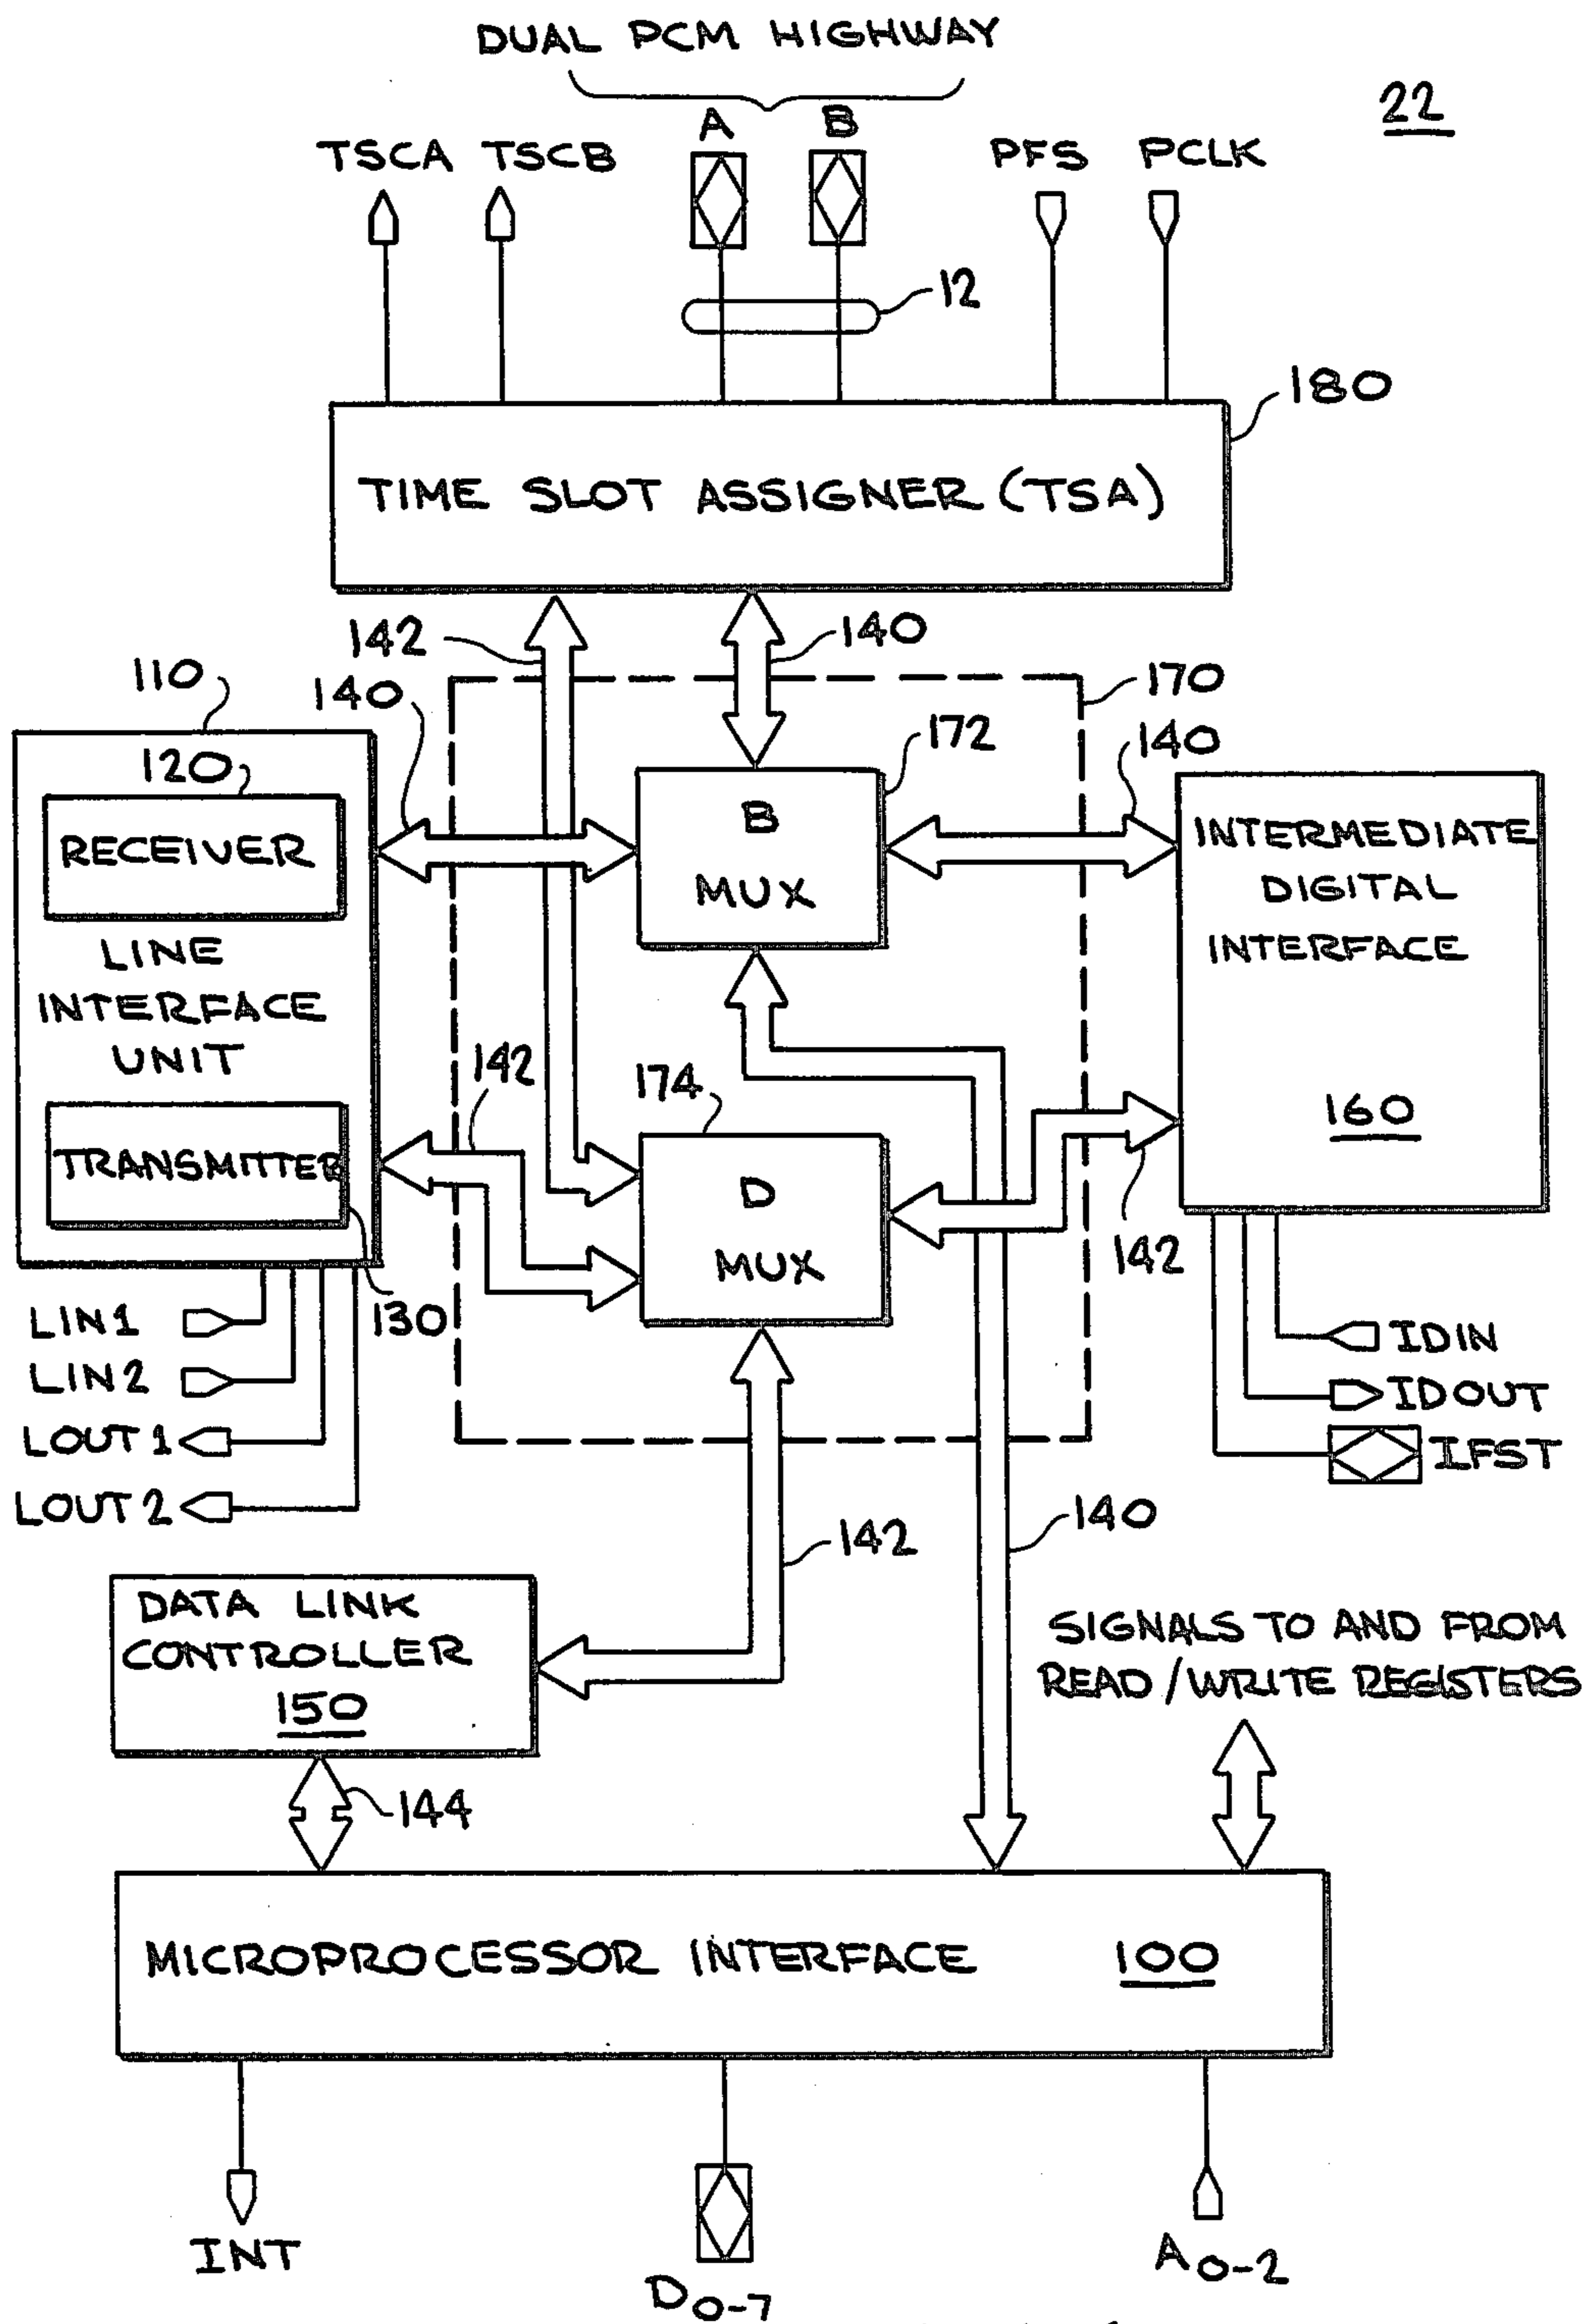 DUAL PCM HIGHWAY
22
A
B
TSCA
TSCB
PFS
PCLK
12
180
TIME SLOT ASSIGNER (TSA)
142
140
110
140
170
120
172
140
RECEIVER
B
MUX
INTERMEDIATE
DIGITAL
INTERFACE
LINE
INTERFACE
UNIT
142
174
160
TRANSMITTER
D
MUX
142
130
LIN1
LIN2
LOUT1
LOUT2
IDIN
IDOUT
IFST
140
142
DATA LINK
CONTROLLER
150
SIGNALS TO AND FROM
READ/WRITE REGISTERS
144
MICROPROCESSOR INTERFACE 100
INT
D0-7
A0-2